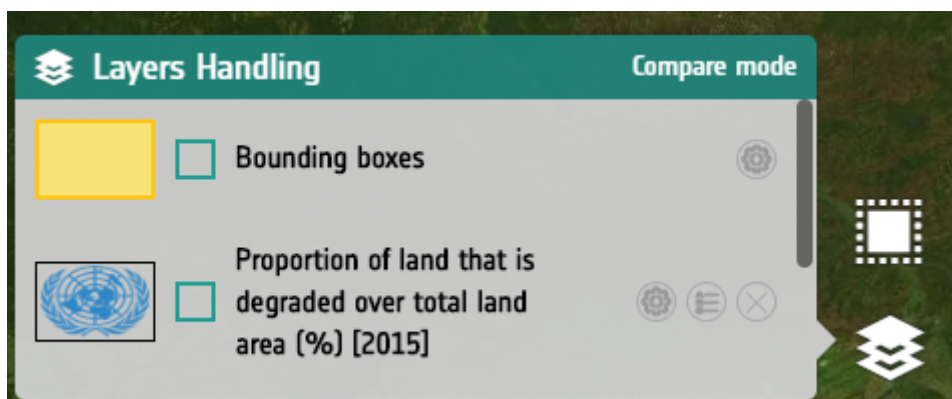 Layers Handling
Compare mode
Bounding boxes
Proportion of land that is
degraded over total land
area (%) [2015]